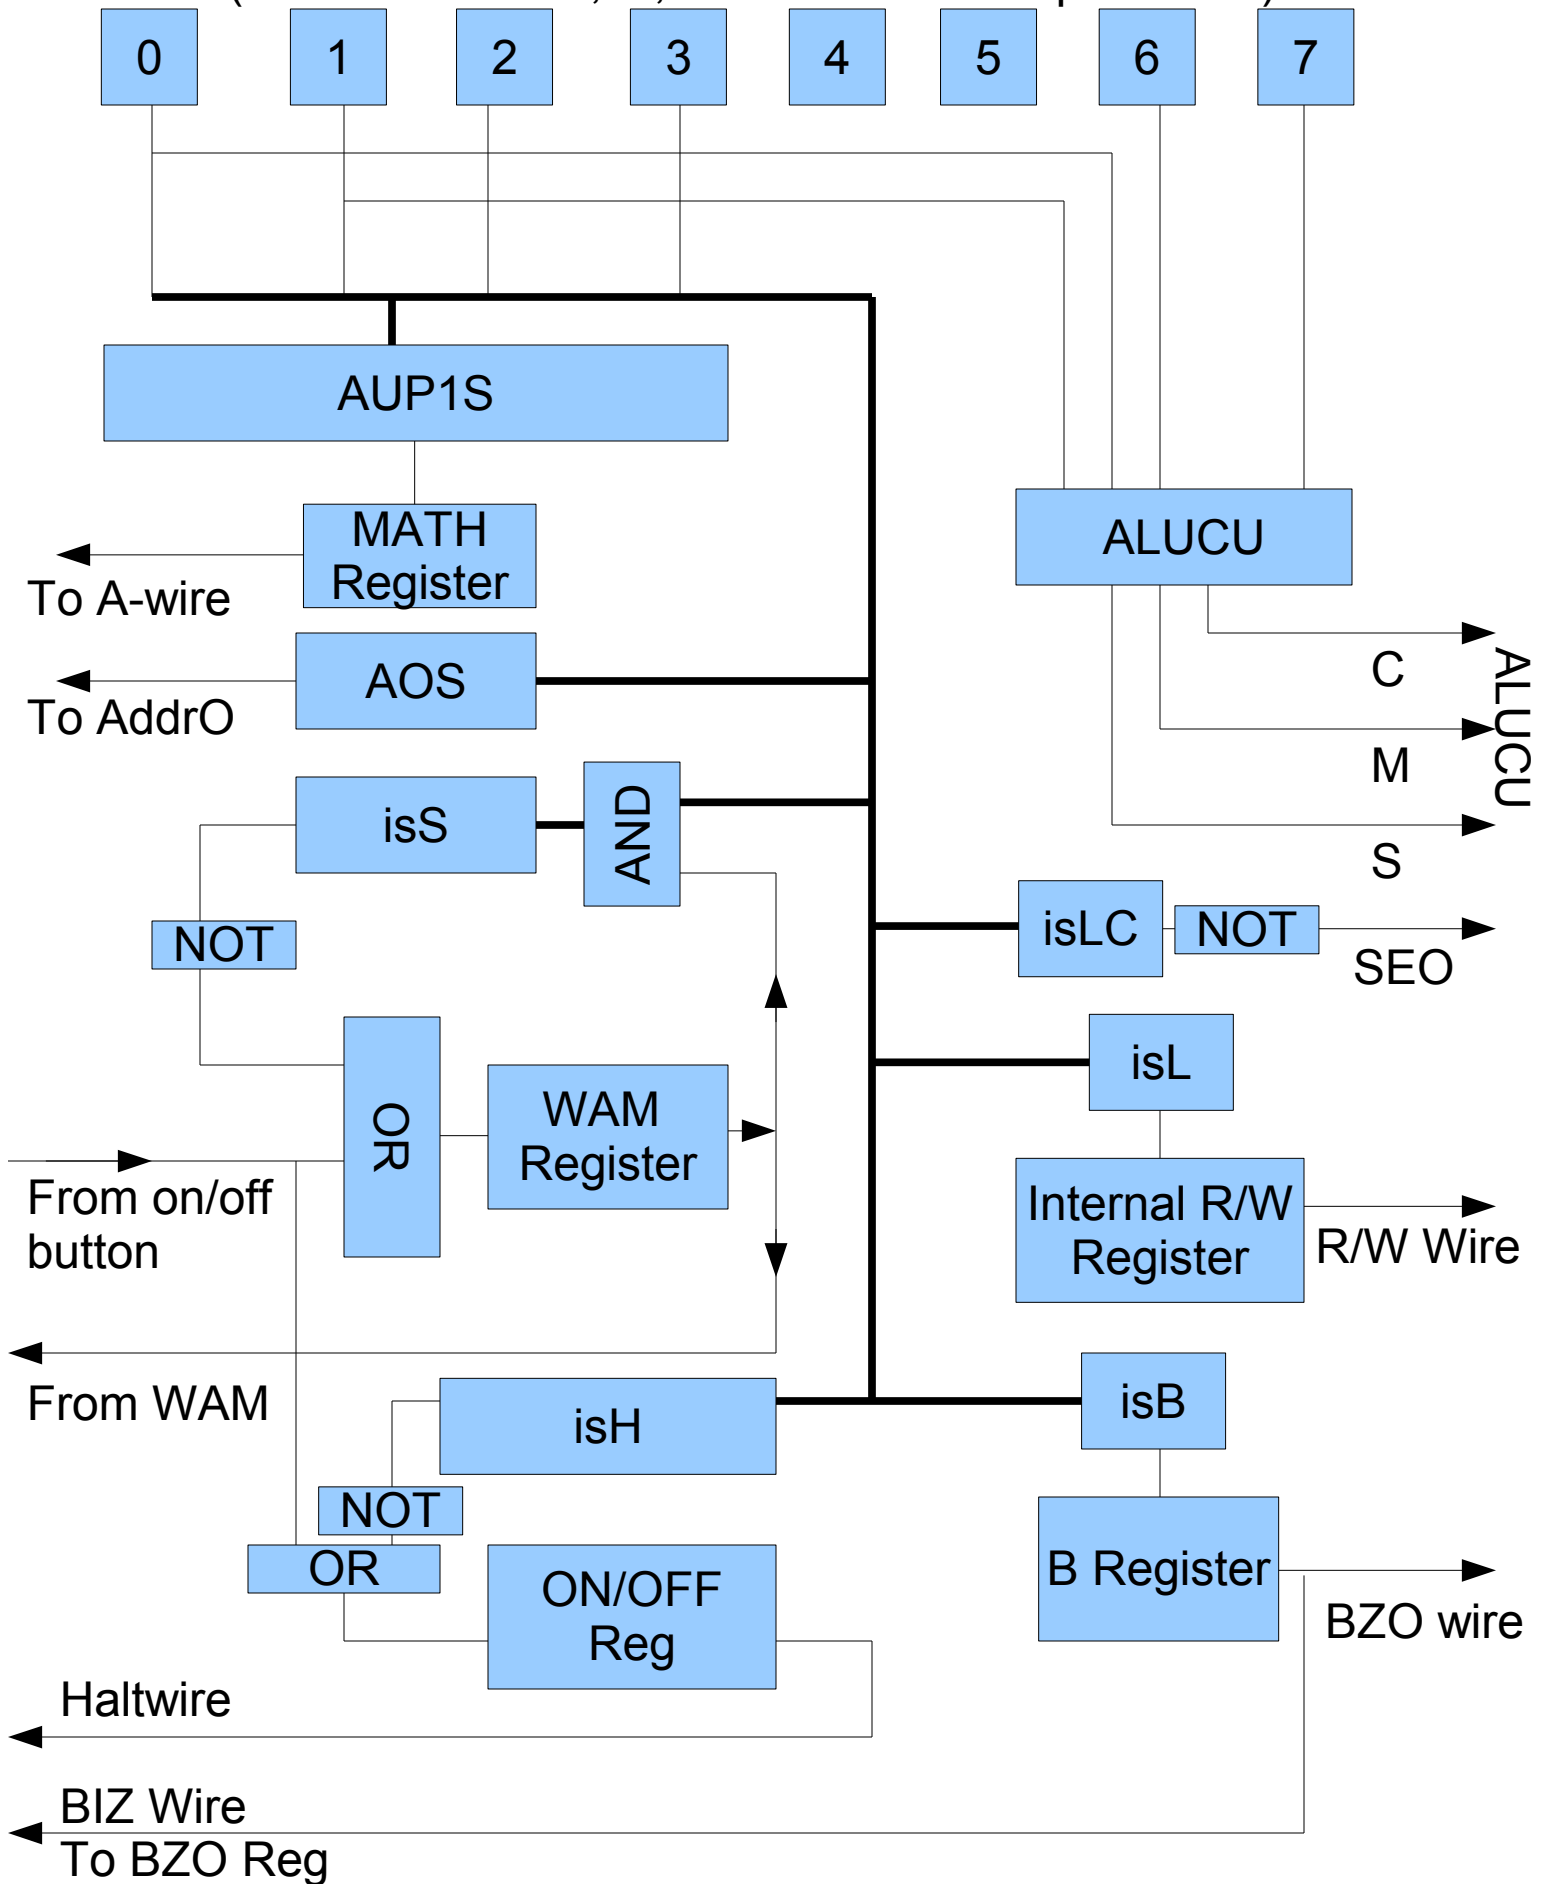 0 1 2 3 4 5 6 7
AUP1S
MATH
Register
ALUCU
To A-wire
AOS
To AddrO
C
M
S
ALUCU
isS
AND
NOT
isLC
NOT
SEO
isL
OR
WAM
Register
From on/off
button
Internal R/W
Register
R/W Wire
From WAM
isH
isB
NOT
OR
ON/OFF
Reg
B Register
BZO wire
Haltwire
BIZ Wire
To BZO Reg